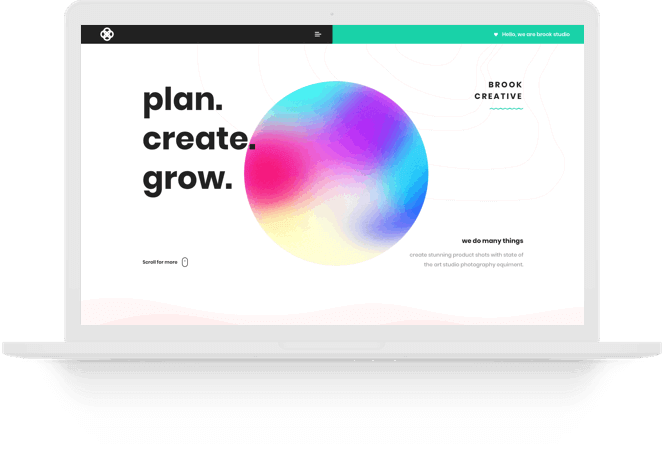 Hello, we are brook studio
plan.
create.
grow.
BROOK
CREATIVE
we do many things
create stunning product shots with state of
the art studio photography equiment.
Scroll for more